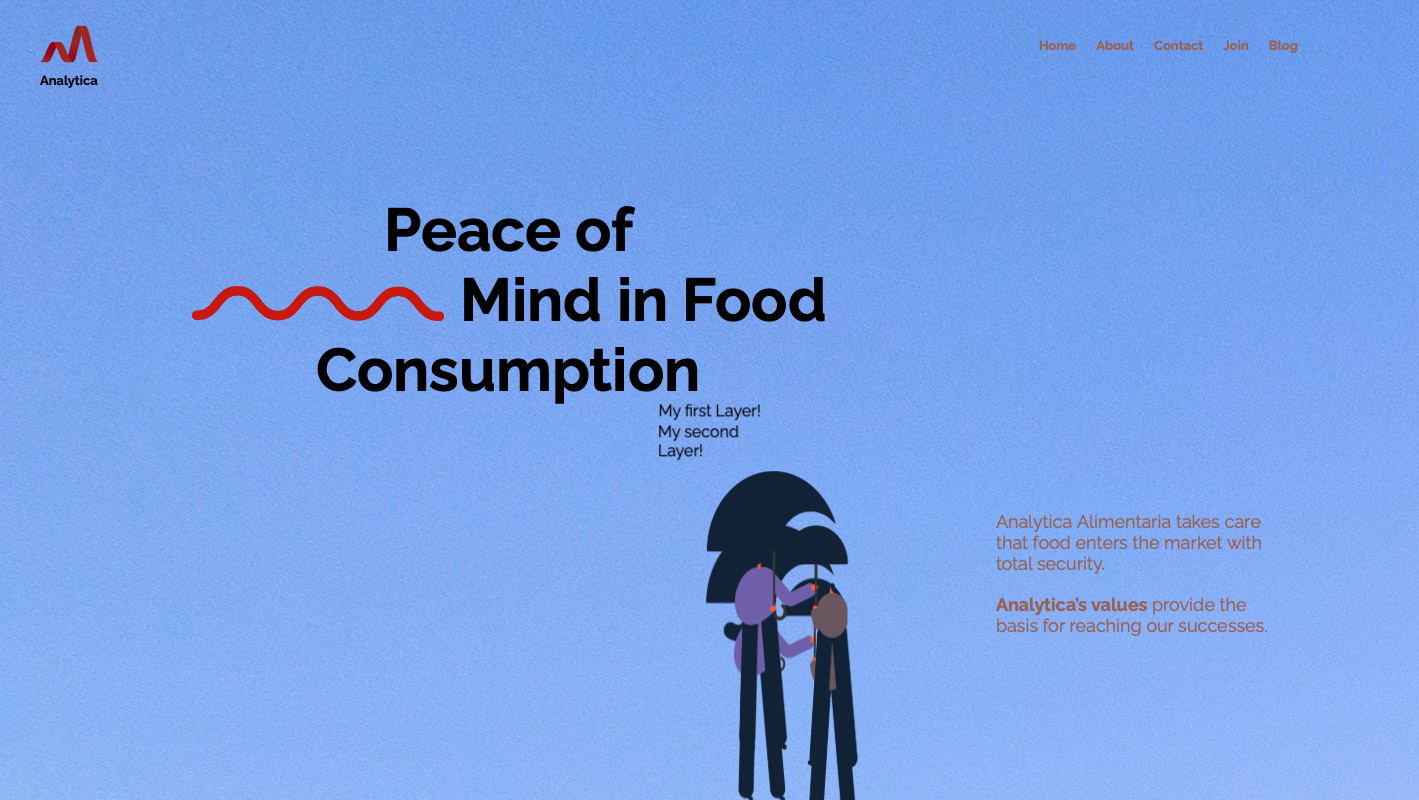 Analytica
Home About Contact Join Blog
Peace of
Mind in Food
Consumption
My first Layer!
My second
Layer!
Analytica Alimentaria takes care
that food enters the market with
total security.
Analytica's values provide the
basis for reaching our successes.